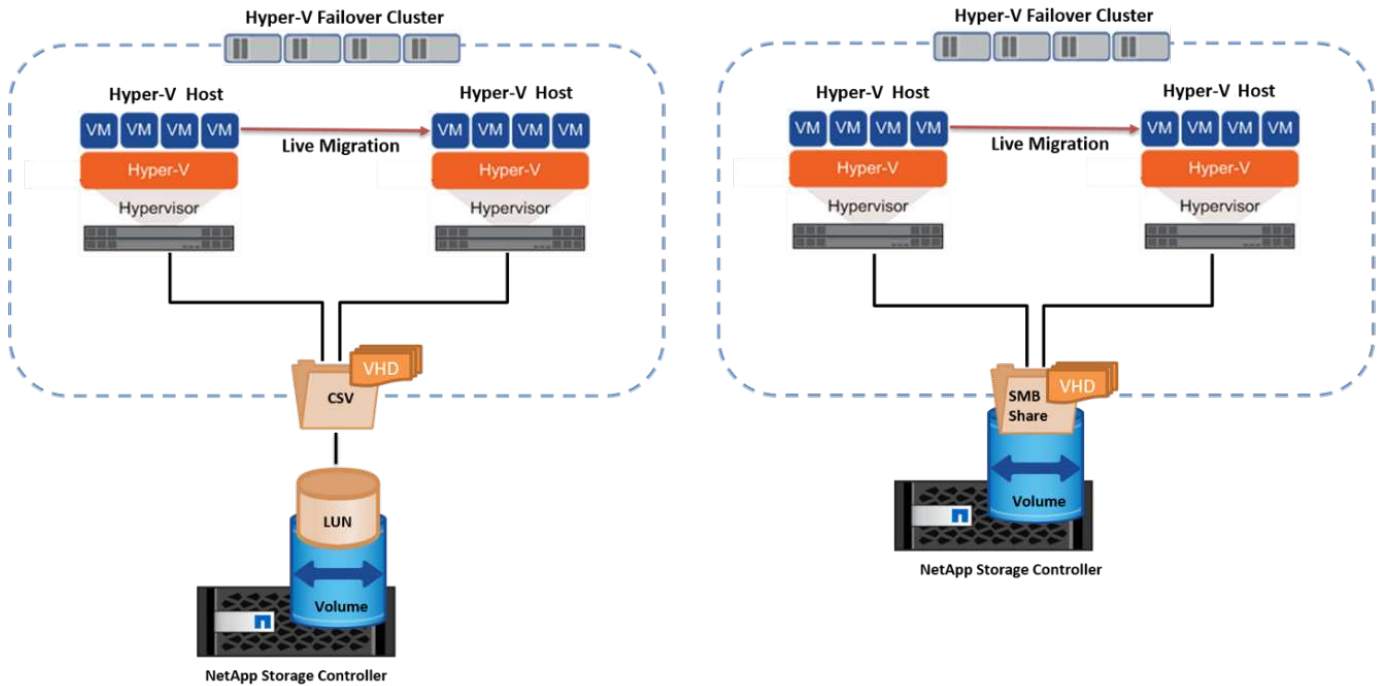 Hyper-V Failover Cluster
Hyper-V Host
Hyper-V Host
VM VM VM VM
VM VM VM VM
Live Migration
Hyper-V
Hyper-V
Hypervisor
Hypervisor
VHD
CSV
LUN
Volume
NetApp Storage Controller
Hyper-V Failover Cluster
Hyper-V Host
Hyper-V Host
VM VM VM VM
VM VM VM VM
Live Migration
Hyper-V
Hyper-V
Hypervisor
Hypervisor
VHD
SMB
Share
Volume
NetApp Storage Controller